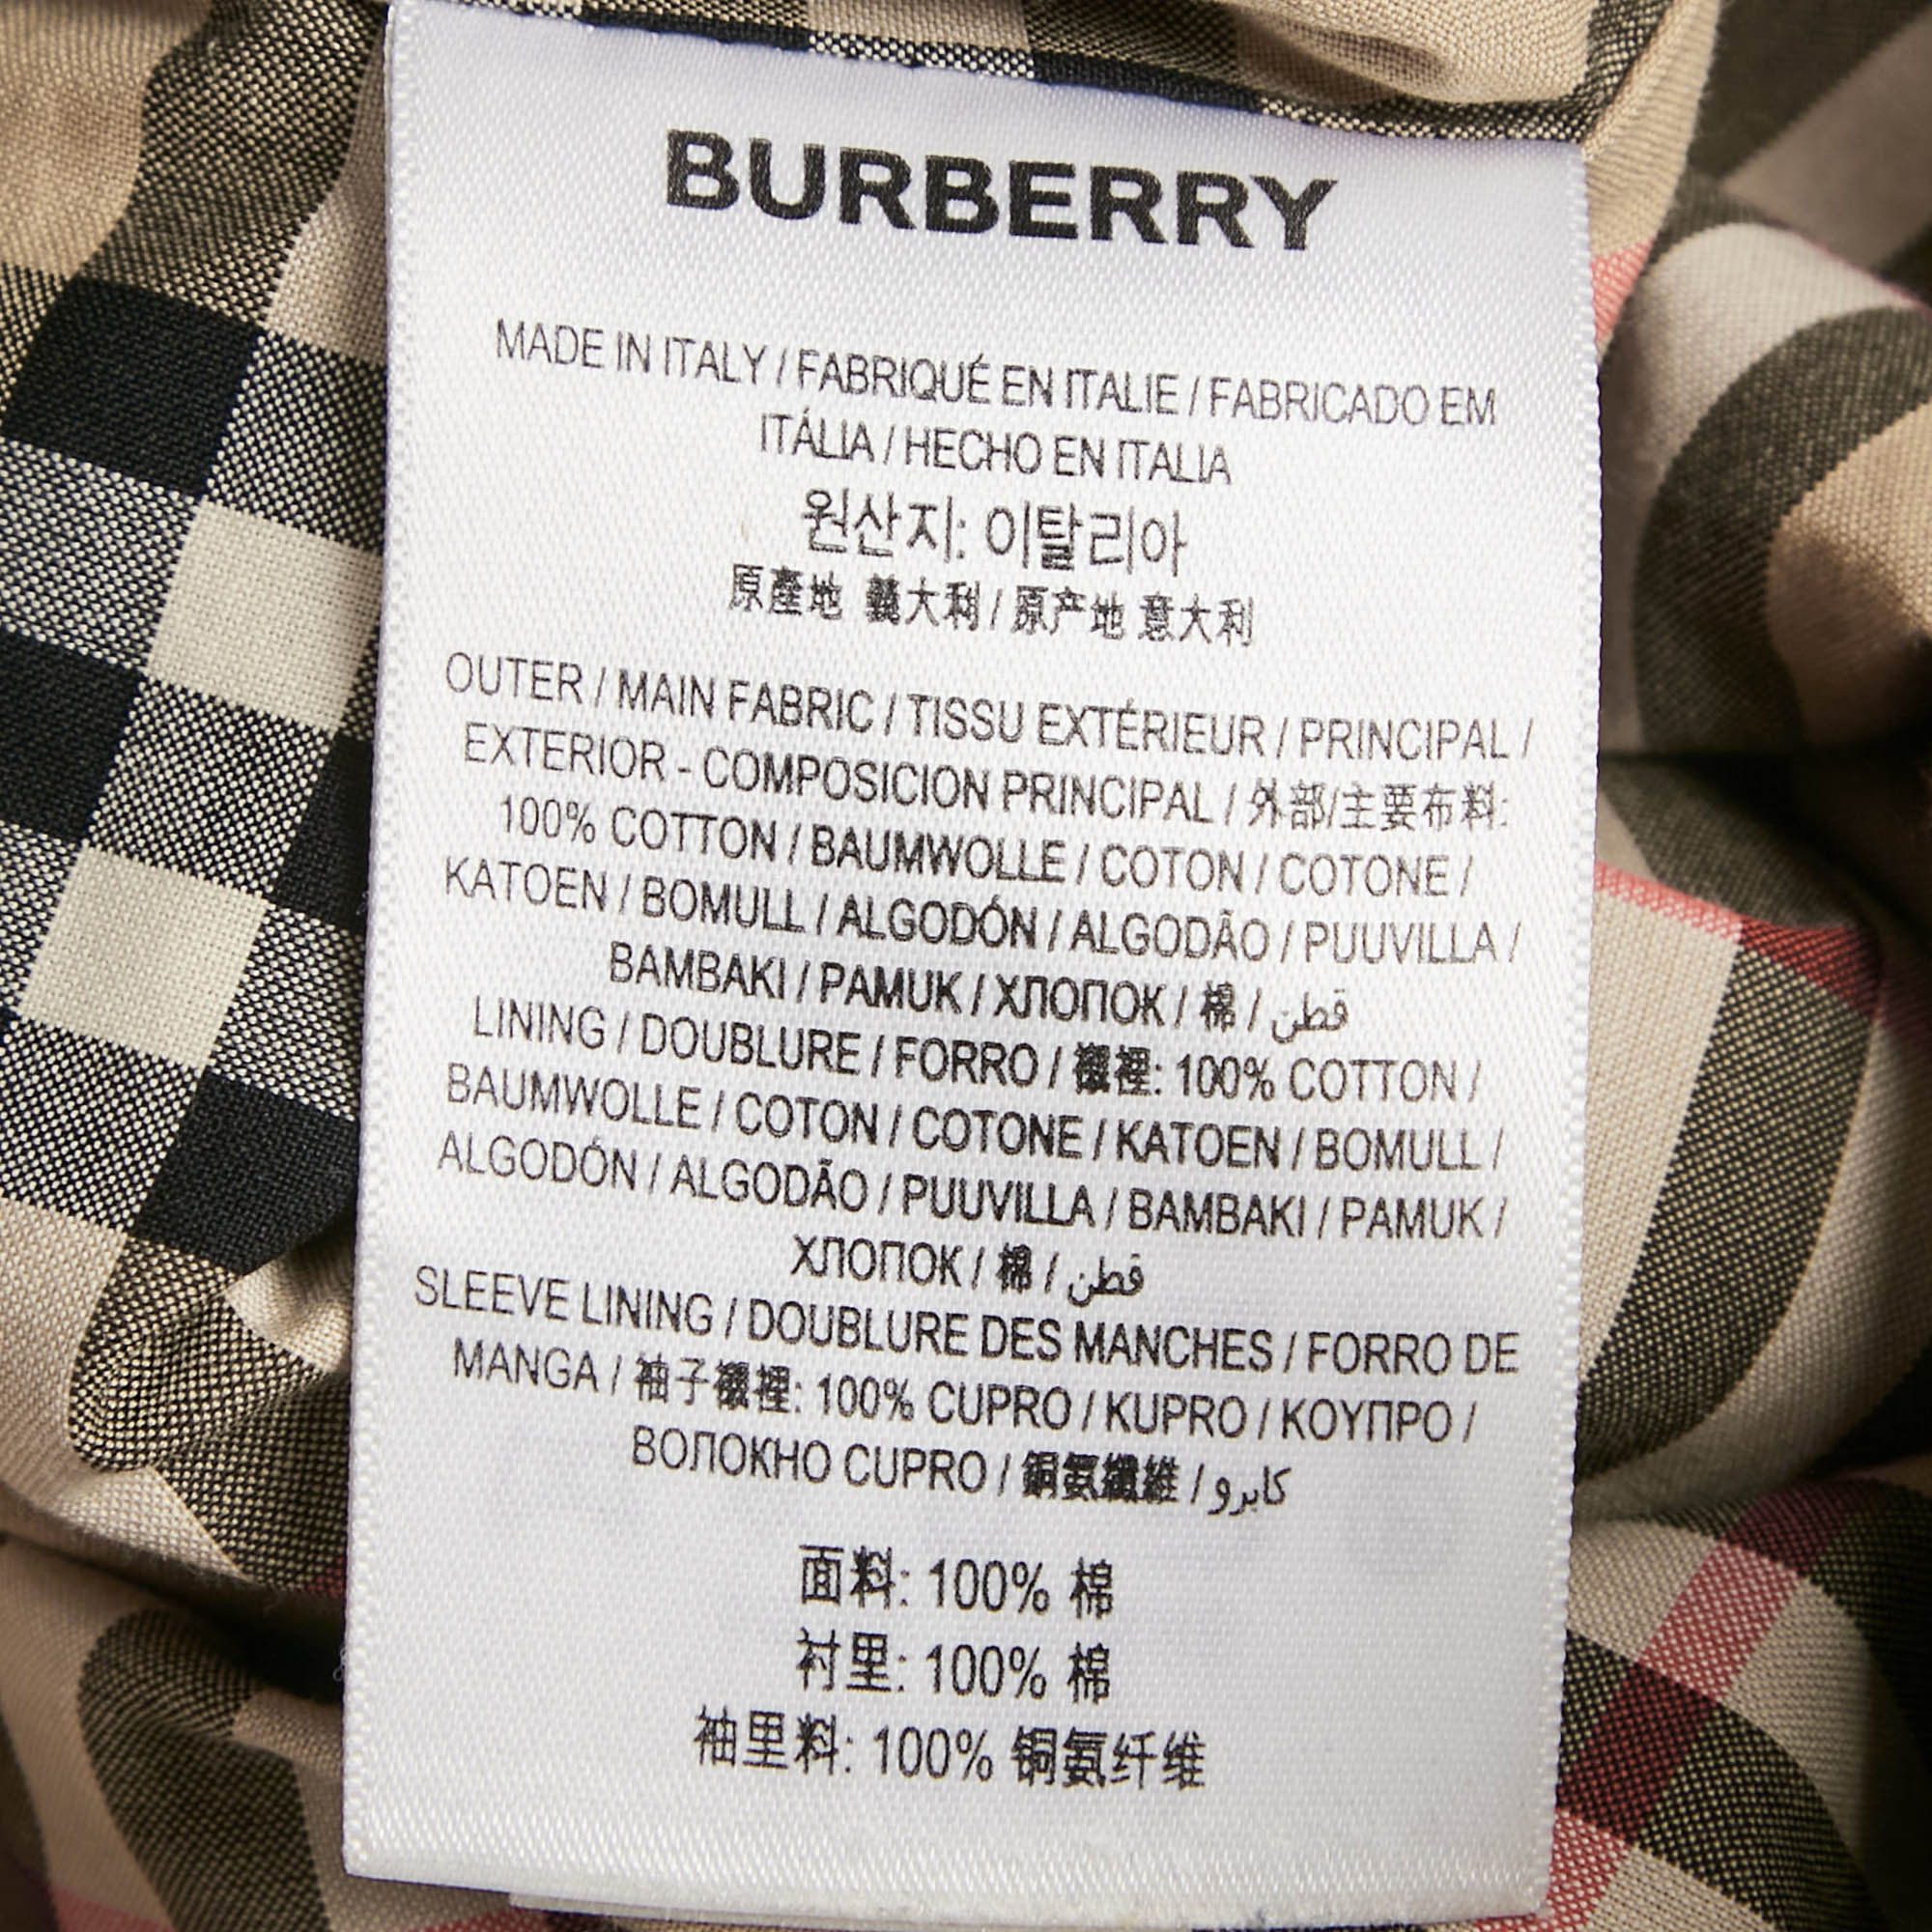 BURBERRY
MADE IN ITALY / FABRIQUÉ EN ITALIE / FABRICADO EM
ITÁLIA / HECHO EN ITALIA
원산지: 이탈리아
原產地 義大利 / 原产地 意大利
OUTER / MAIN FABRIC / TISSU EXTÉRIEUR / PRINCIPAL /
EXTERIOR - COMPOSICION PRINCIPAL / 外部/主要布料:
100% COTTON / BAUMWOLLE / COTON / COTONE /
KATOEN / BOMULL / ALGODÓN / ALGODÃO / PUUVILLA /
BAMBAKI / PAMUK / ХЛОПОК / 棉 / قطن
LINING / DOUBLURE / FORRO / 襯裡: 100% COTTON /
BAUMWOLLE / COTON / COTONE / KATOEN / BOMULL /
ALGODÓN / ALGODÃO / PUUVILLA / BAMBAKI / PAMUK /
ХЛОПОК / 棉 / قطن
SLEEVE LINING / DOUBLURE DES MANCHES / FORRO DE
MANGA / 袖子襯裡: 100% CUPRO / KUPRO / ΚΟΥΠΡΟ /
ВОЛОКНО CUPRO / 銅氨纖維 / كابرو
面料: 100% 棉
衬里: 100% 棉
袖里料: 100% 铜氨纤维